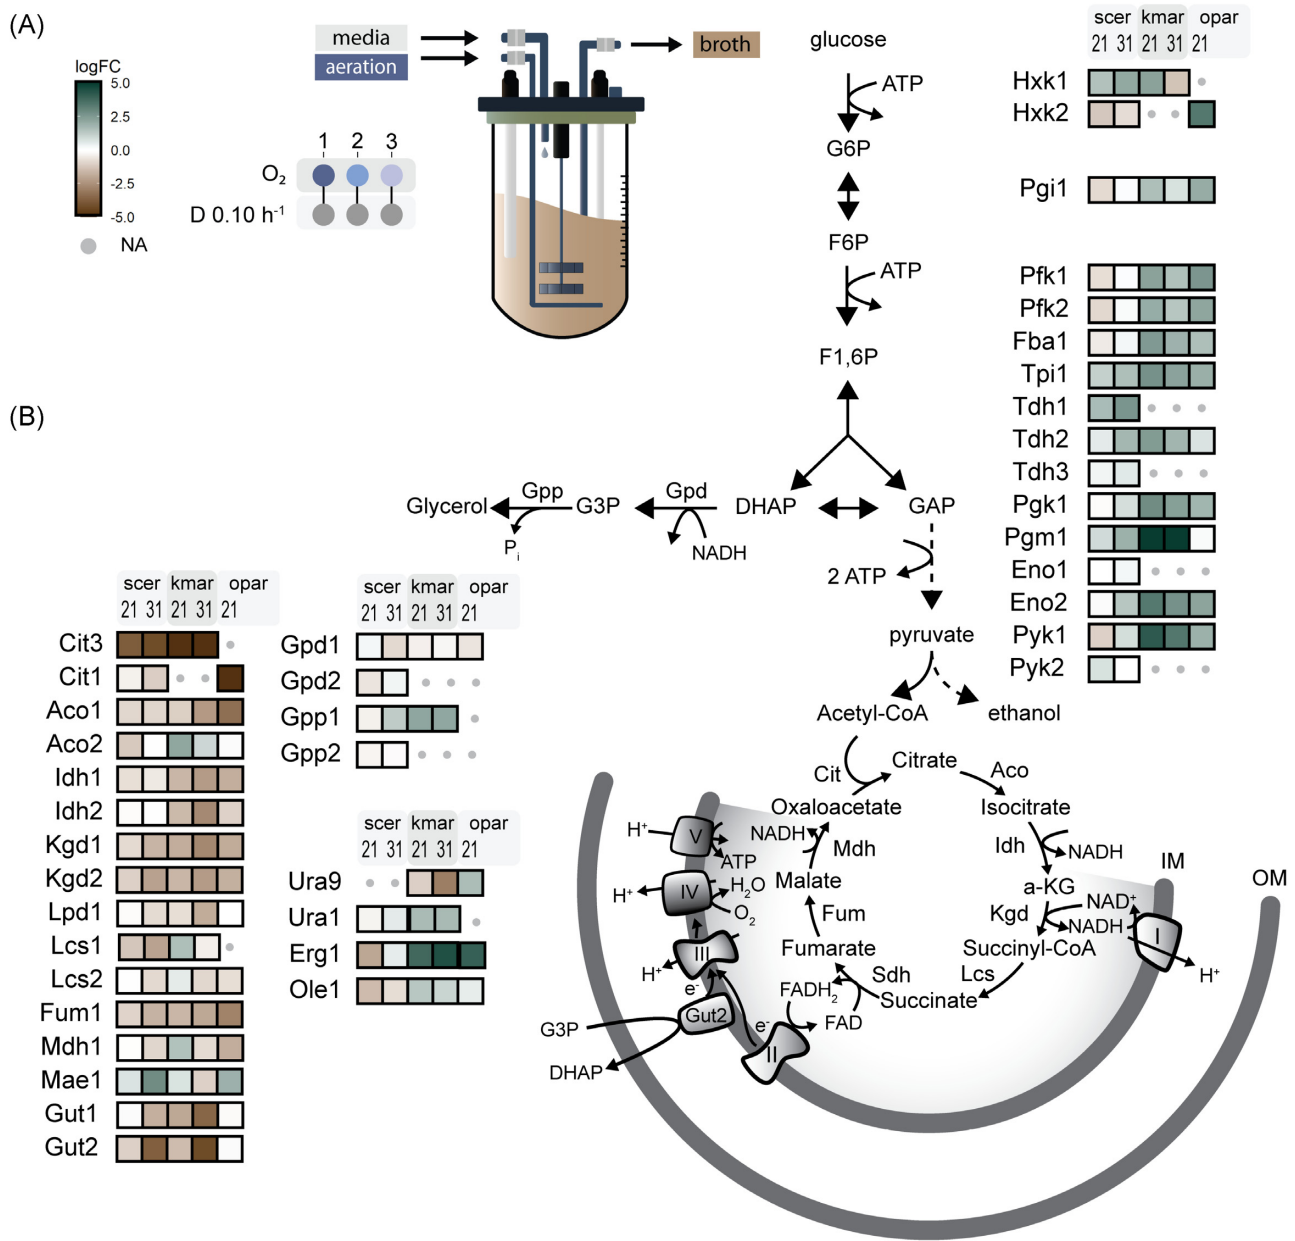 (A)
media
aeration
broth
logFC
5.0
2.5
0.0
-2.5
-5.0
NA
1 2 3
O₂
D 0.10 h⁻¹
glucose
ATP
G6P
F6P
ATP
F1,6P
DHAP
GAP
2 ATP
pyruvate
Acetyl-CoA
ethanol
scer kmar opar
21 31 21 31 21
Hxk1
Hxk2
Pgi1
Pfk1
Pfk2
Fba1
Tpi1
Tdh1
Tdh2
Tdh3
Pgk1
Pgm1
Eno1
Eno2
Pyk1
Pyk2
(B)
Glycerol
Gpp
G3P
Gpd
Pi
NADH
scer kmar opar
21 31 21 31 21
Cit3
Cit1
Aco1
Aco2
Idh1
Idh2
Kgd1
Kgd2
Lpd1
Lcs1
Lcs2
Fum1
Mdh1
Mae1
Gut1
Gut2
scer kmar opar
21 31 21 31 21
Gpd1
Gpd2
Gpp1
Gpp2
scer kmar opar
21 31 21 31 21
Ura9
Ura1
Erg1
Ole1
Cit
Citrate
Aco
Oxaloacetate
Isocitrate
NADH
Mdh
Idh
NADH
Malate
a-KG
Fum
Kgd
NAD⁺
NADH
Fumarate
Succinyl-CoA
Sdh
Lcs
FADH₂
Succinate
FAD
H⁺
V
ATP
H⁺
IV
H₂O
O₂
III
H⁺
e⁻
Gut2
G3P
DHAP
e⁻
II
I
H⁺
IM
OM